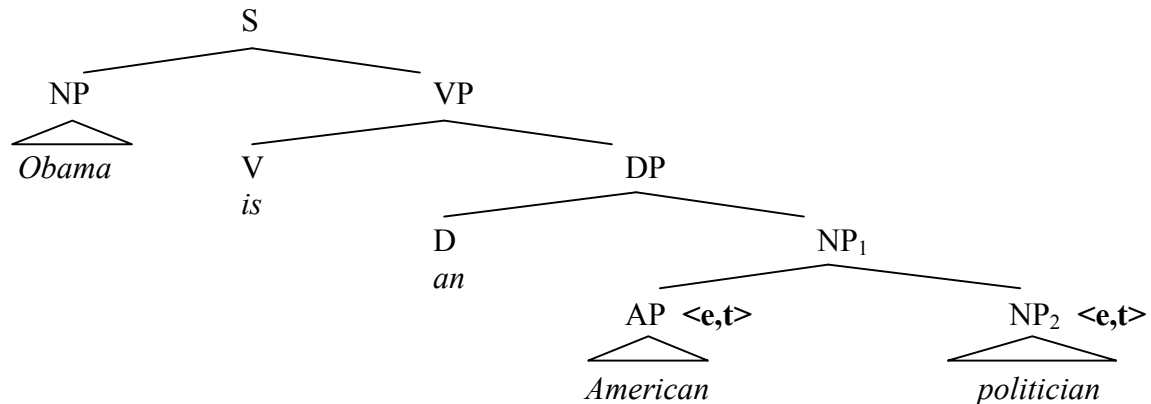 S
NP VP
Obama V DP
is
D NP₁
an
AP <e,t> NP₂ <e,t>
American politician